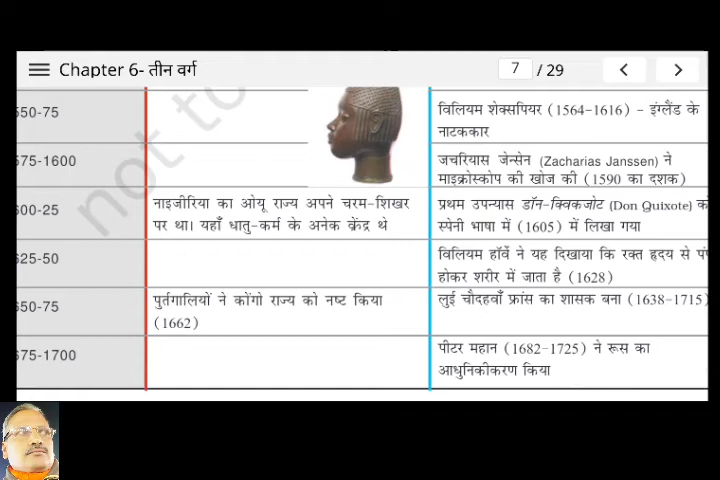 Chapter 6- तीन वर्ग
7 / 29
not to
550-75
विलियम शेक्सपियर (1564-1616) – इंग्लैंड के
नाटककार
575-1600
जचरियास जेन्सेन (Zacharias Janssen) ने
माइक्रोस्कोप की खोज की (1590 का दशक)
600-25
नाइजीरिया का ओयू राज्य अपने चरम-शिखर
पर था। यहाँ धातु-कर्म के अनेक केंद्र थे
प्रथम उपन्यास डॉन-क्विकजोट (Don Quixote) को
स्पेनी भाषा में (1605) में लिखा गया
625-50
विलियम हॉर्वे ने यह दिखाया कि रक्त हृदय से
होकर शरीर में जाता है (1628)
650-75
पुर्तगालियों ने कोंगो राज्य को नष्ट किया
(1662)
लुई चौदहवाँ फ्रांस का शासक बना (1638-1715)
675-1700
पीटर महान (1682-1725) ने रूस का
आधुनिकीकरण किया